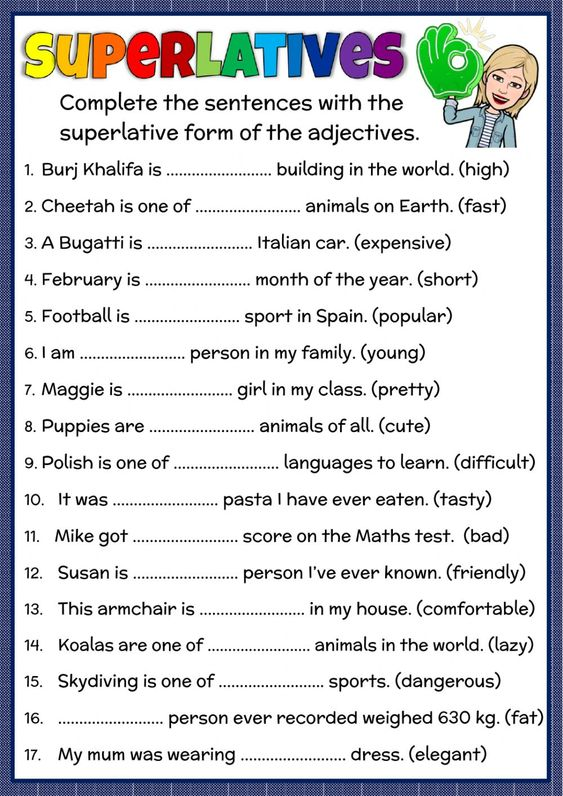 SUPERLATIVES
Complete the sentences with the
superlative form of the adjectives.
1. Burj Khalifa is ........................ building in the world. (high)
2. Cheetah is one of ........................ animals on Earth. (fast)
3. A Bugatti is ........................ Italian car. (expensive)
4. February is ........................ month of the year. (short)
5. Football is ........................ sport in Spain. (popular)
6. I am ........................ person in my family. (young)
7. Maggie is ........................ girl in my class. (pretty)
8. Puppies are ........................ animals of all. (cute)
9. Polish is one of ........................ languages to learn. (difficult)
10. It was ........................ pasta I have ever eaten. (tasty)
11. Mike got ........................ score on the Maths test. (bad)
12. Susan is ........................ person I've ever known. (friendly)
13. This armchair is ........................ in my house. (comfortable)
14. Koalas are one of ........................ animals in the world. (lazy)
15. Skydiving is one of ........................ sports. (dangerous)
16. ........................ person ever recorded weighed 630 kg. (fat)
17. My mum was wearing ........................ dress. (elegant)